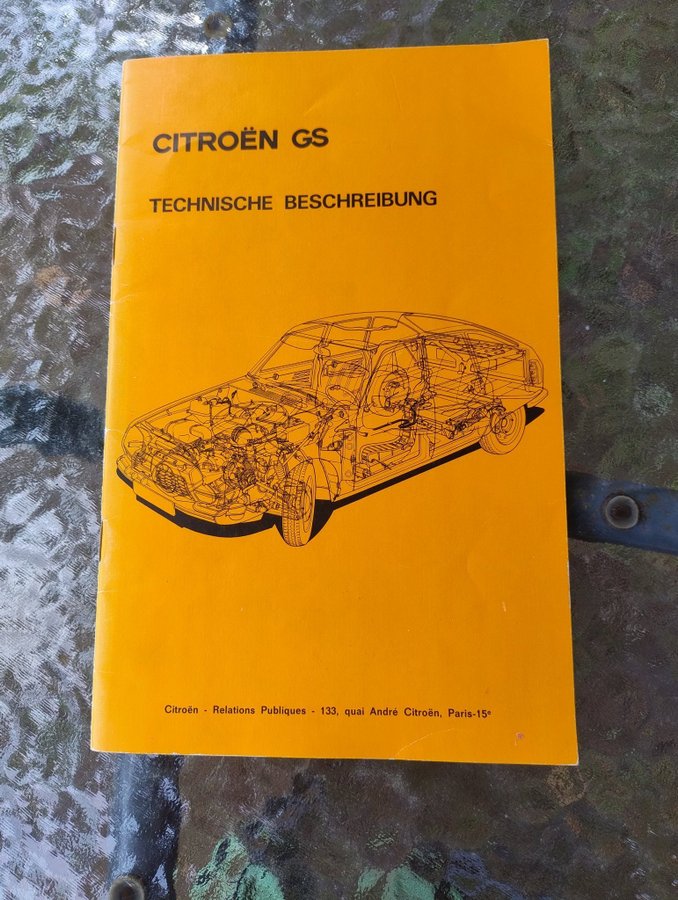 CITROËN GS
TECHNISCHE BESCHREIBUNG
Citroën - Relations Publiques - 133, quai André Citroën, Paris-15ᵉ